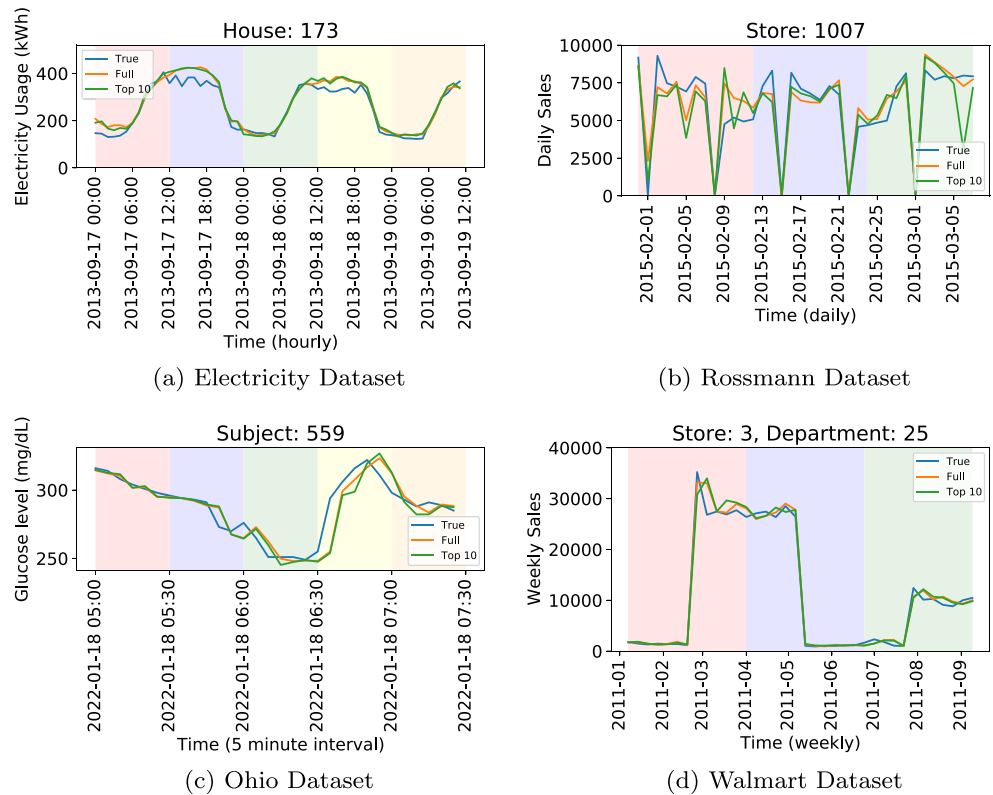 House: 173
Electricity Usage (kWh)
400
200
0
True
Full
Top 10
2013-09-17 00:00
2013-09-17 06:00
2013-09-17 12:00
2013-09-17 18:00
2013-09-18 00:00
2013-09-18 06:00
2013-09-18 12:00
2013-09-18 18:00
2013-09-19 00:00
2013-09-19 06:00
2013-09-19 12:00
Time (hourly)
(a) Electricity Dataset
Store: 1007
Daily Sales
10000
7500
5000
2500
0
True
Full
Top 10
2015-02-01
2015-02-05
2015-02-09
2015-02-13
2015-02-17
2015-02-21
2015-02-25
2015-03-01
2015-03-05
Time (daily)
(b) Rossmann Dataset
Subject: 559
Glucose level (mg/dL)
300
250
True
Full
Top 10
2022-01-18 05:00
2022-01-18 05:30
2022-01-18 06:00
2022-01-18 06:30
2022-01-18 07:00
2022-01-18 07:30
Time (5 minute interval)
(c) Ohio Dataset
Store: 3, Department: 25
Weekly Sales
40000
30000
20000
10000
0
True
Full
Top 10
2011-01
2011-02
2011-03
2011-04
2011-05
2011-06
2011-07
2011-08
2011-09
Time (weekly)
(d) Walmart Dataset